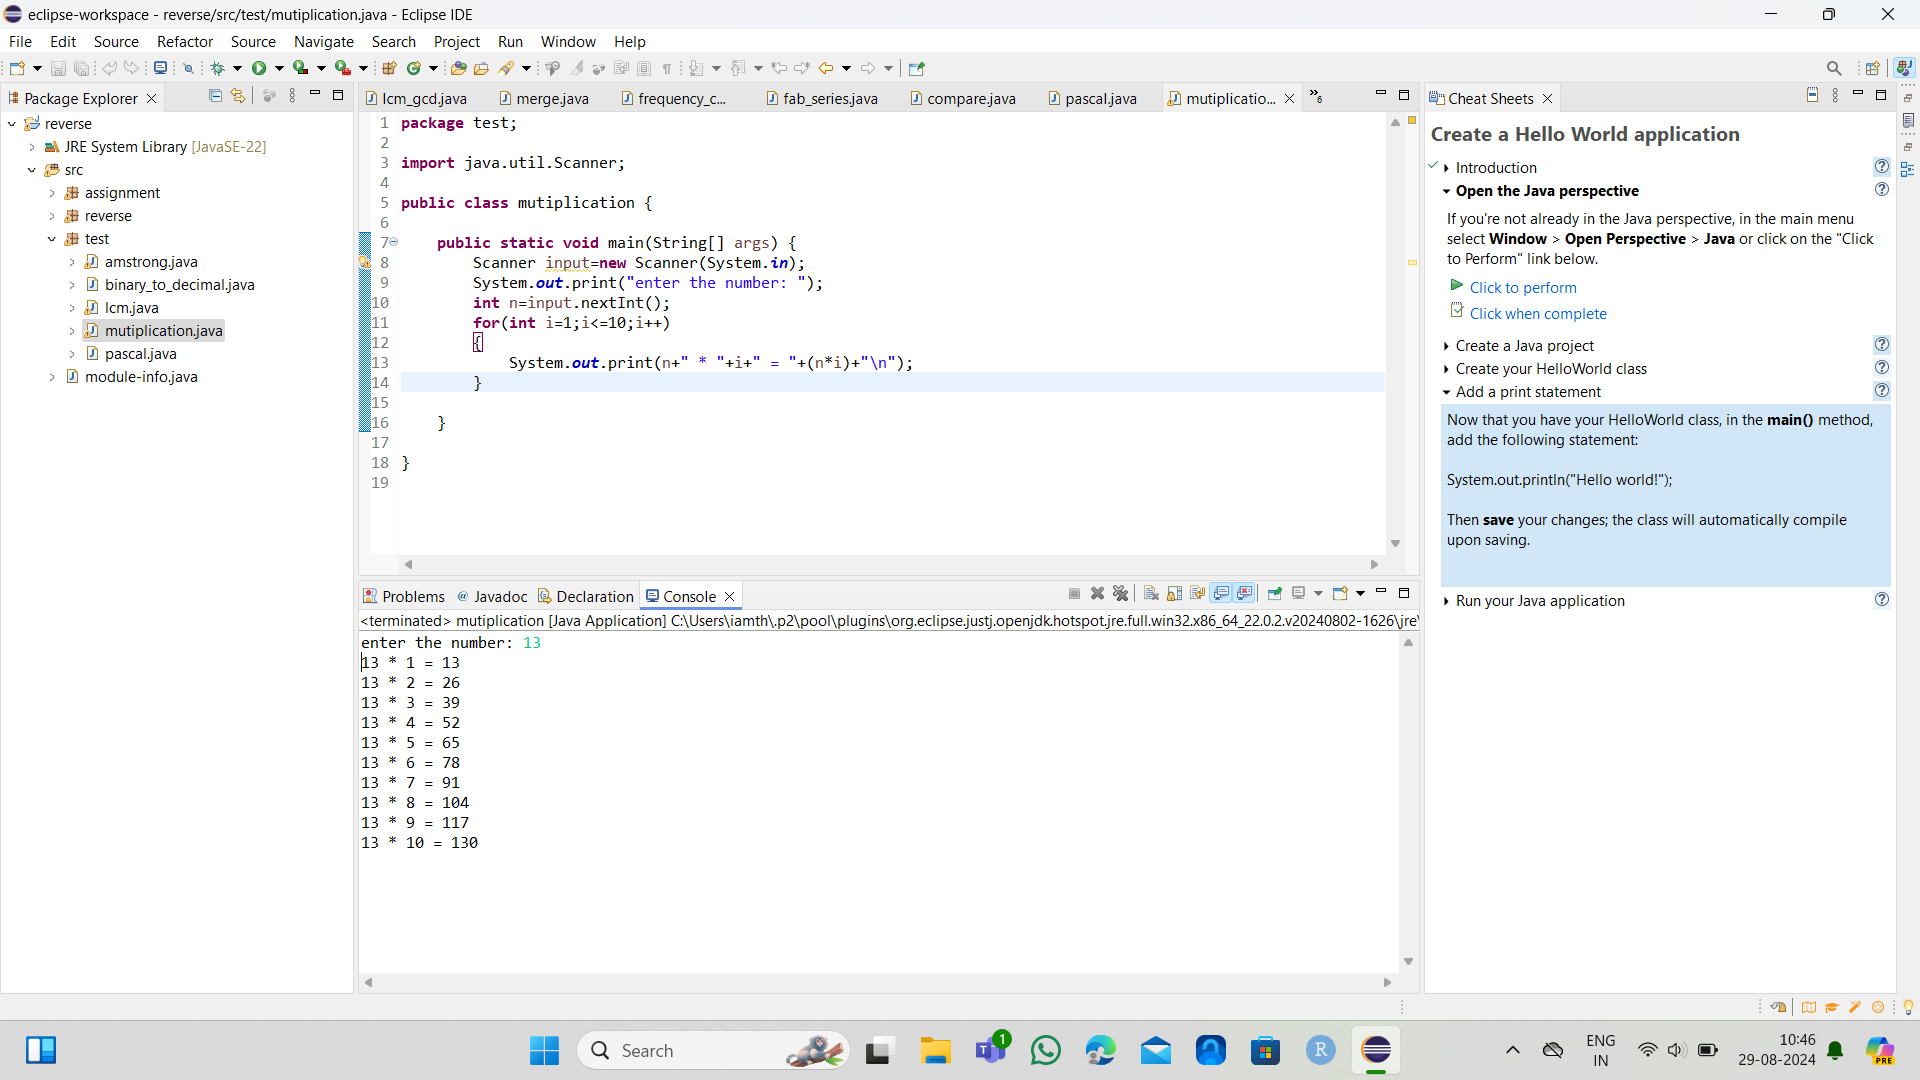 eclipse-workspace - reverse/src/test/mutiplication.java - Eclipse IDE
File Edit Source Refactor Source Navigate Search Project Run Window Help
Package Explorer
reverse
JRE System Library [JavaSE-22]
src
assignment
reverse
test
amstrong.java
binary_to_decimal.java
lcm.java
mutiplication.java
pascal.java
module-info.java
lcm_gcd.java merge.java frequency_c... fab_series.java compare.java pascal.java mutiplicatio... »6
1 package test;
2
3 import java.util.Scanner;
4
5 public class mutiplication {
6
7 public static void main(String[] args) {
8 Scanner input=new Scanner(System.in);
9 System.out.print("enter the number: ");
10 int n=input.nextInt();
11 for(int i=1;i<=10;i++)
12 {
13 System.out.print(n+" * "+i+" = "+(n*i)+"\n");
14 }
15
16 }
17
18 }
19
Problems @ Javadoc Declaration Console
<terminated> mutiplication [Java Application] C:\Users\iamth\.p2\pool\plugins\org.eclipse.justj.openjdk.hotspot.jre.full.win32.x86_64_22.0.2.v20240802-1626\jre\
enter the number: 13
13 * 1 = 13
13 * 2 = 26
13 * 3 = 39
13 * 4 = 52
13 * 5 = 65
13 * 6 = 78
13 * 7 = 91
13 * 8 = 104
13 * 9 = 117
13 * 10 = 130
Cheat Sheets
Create a Hello World application
Introduction
Open the Java perspective
If you're not already in the Java perspective, in the main menu
select Window > Open Perspective > Java or click on the "Click
to Perform" link below.
Click to perform
Click when complete
Create a Java project
Create your HelloWorld class
Add a print statement
Now that you have your HelloWorld class, in the main() method,
add the following statement:
System.out.println("Hello world!");
Then save your changes; the class will automatically compile
upon saving.
Run your Java application
Search
1
R
ENG
IN
10:46
29-08-2024
PRE